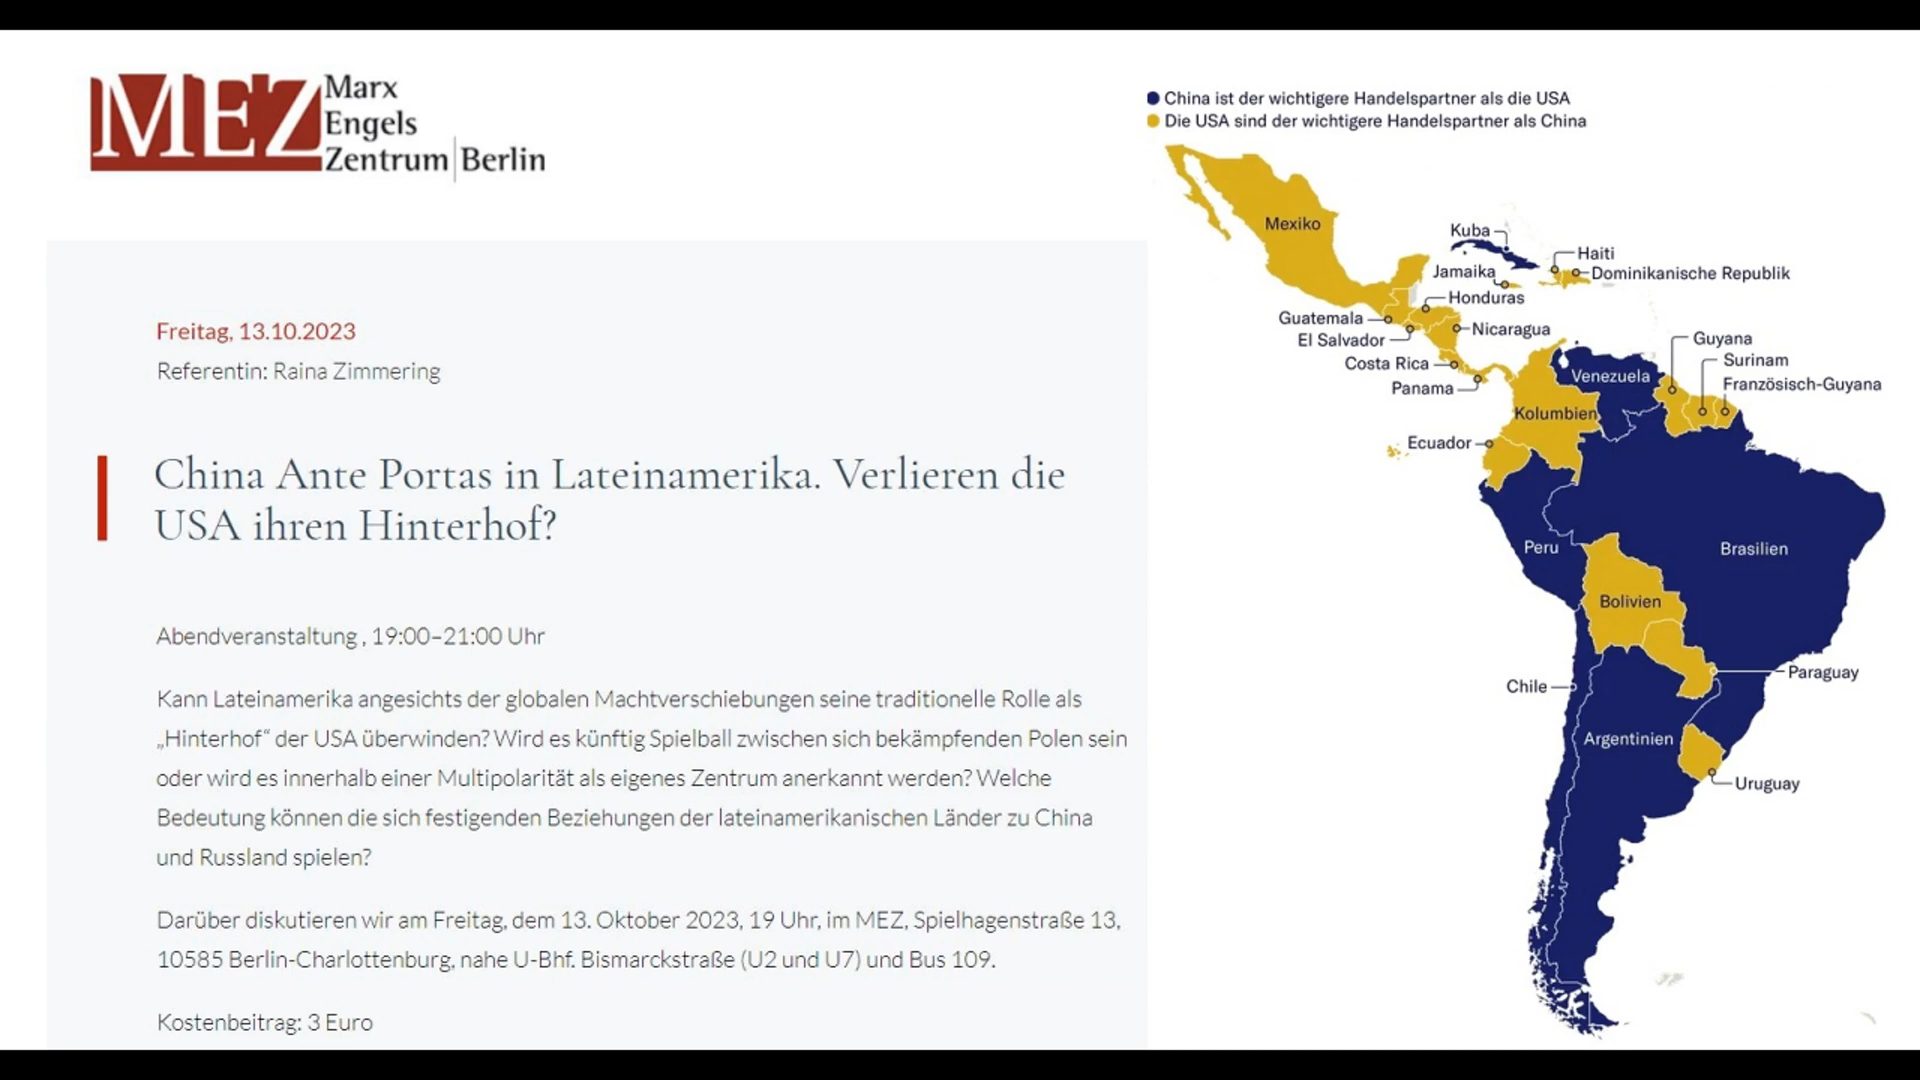 MEZ
Marx
Engels
Zentrum|Berlin
Freitag, 13.10.2023
Referentin: Raina Zimmering
China Ante Portas in Lateinamerika. Verlieren die
USA ihren Hinterhof?
Abendveranstaltung , 19:00–21:00 Uhr
Kann Lateinamerika angesichts der globalen Machtverschiebungen seine traditionelle Rolle als
„Hinterhof“ der USA überwinden? Wird es künftig Spielball zwischen sich bekämpfenden Polen sein
oder wird es innerhalb einer Multipolarität als eigenes Zentrum anerkannt werden? Welche
Bedeutung können die sich festigenden Beziehungen der lateinamerikanischen Länder zu China
und Russland spielen?
Darüber diskutieren wir am Freitag, dem 13. Oktober 2023, 19 Uhr, im MEZ, Spielhagenstraße 13,
10585 Berlin-Charlottenburg, nahe U-Bhf. Bismarckstraße (U2 und U7) und Bus 109.
Kostenbeitrag: 3 Euro
China ist der wichtigere Handelspartner als die USA
Die USA sind der wichtigere Handelspartner als China
Mexiko
Kuba
Haiti
Jamaika
Dominikanische Republik
Honduras
Guatemala
Nicaragua
El Salvador
Guyana
Costa Rica
Surinam
Venezuela
Französisch-Guyana
Panama
Kolumbien
Ecuador
Peru
Brasilien
Bolivien
Paraguay
Chile
Argentinien
Uruguay